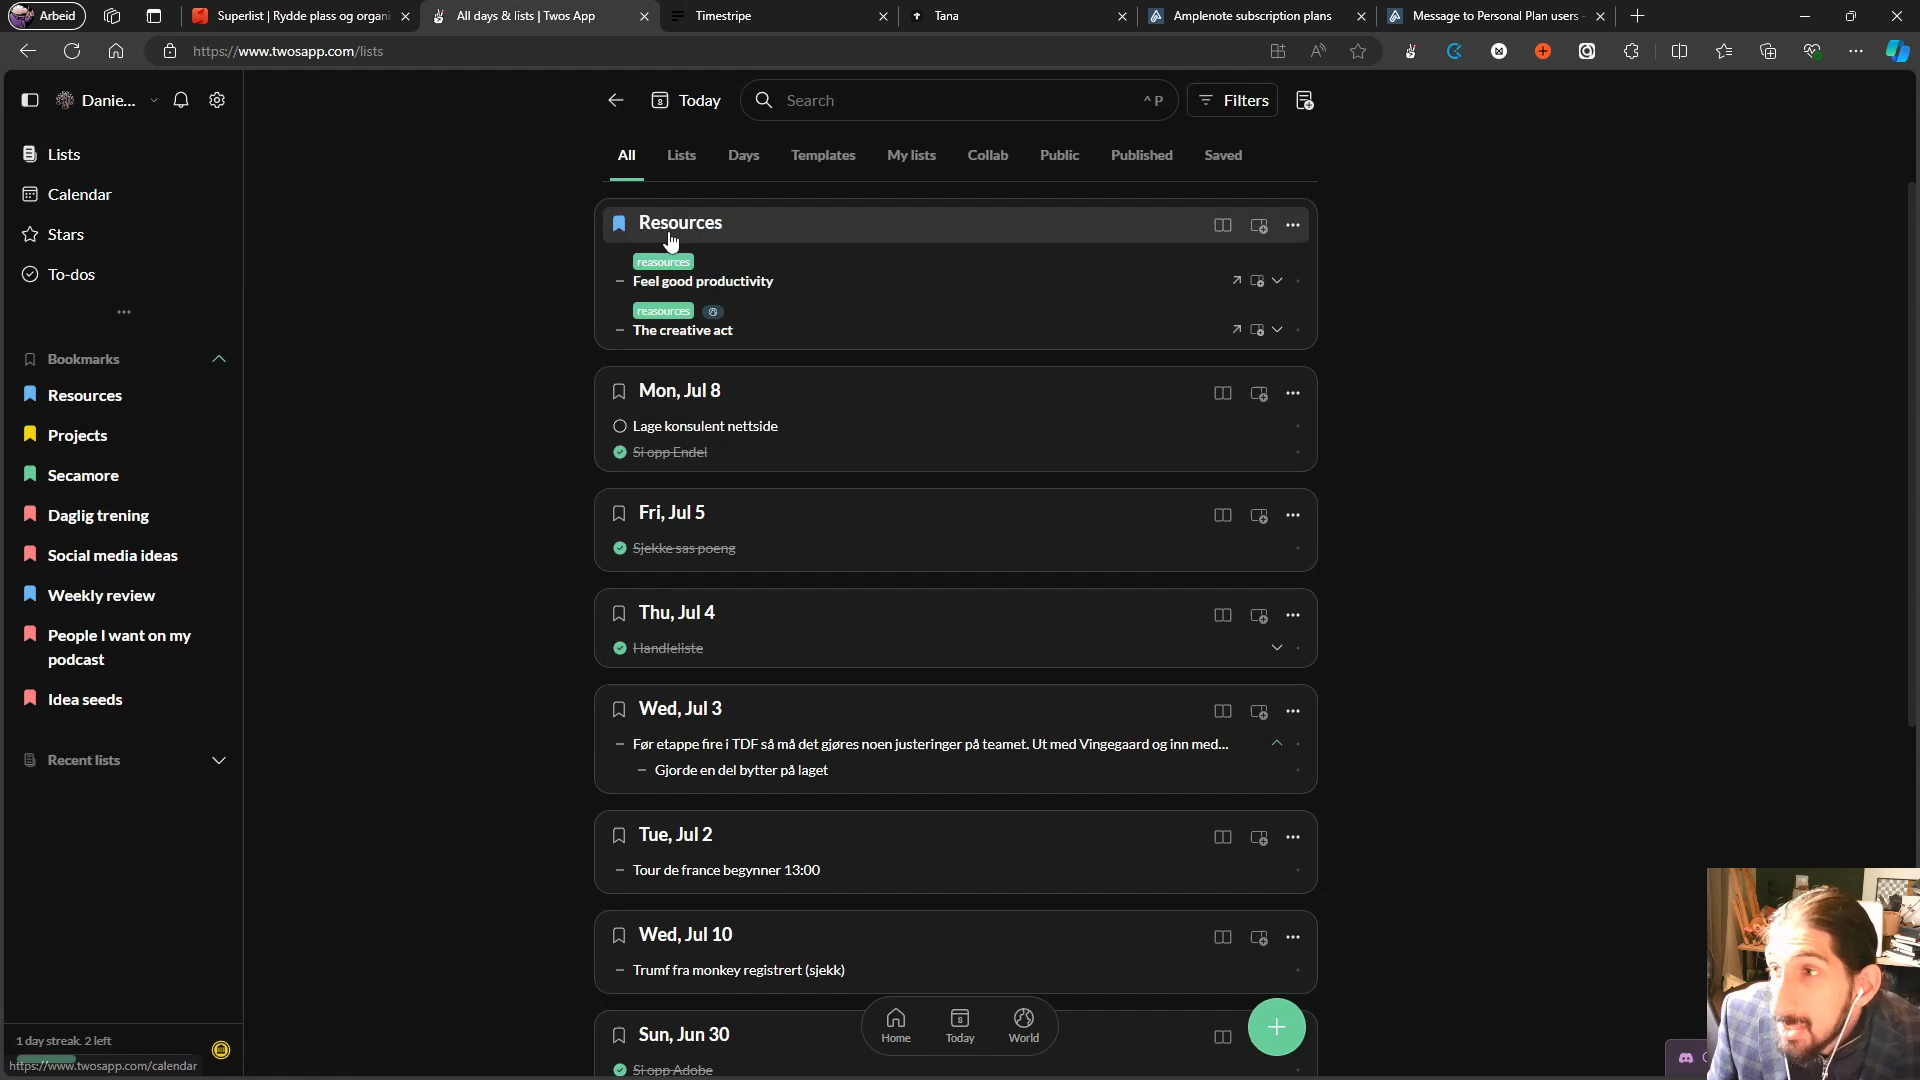 Arbeid
Superlist | Rydde plass og organi
All days & lists | Twos App
Timestripe
Tana
Amplenote subscription plans
Message to Personal Plan users -
https://www.twosapp.com/lists
Danie...
Today
Search
^ P
Filters
Lists
Calendar
Stars
To-dos
Bookmarks
Resources
Projects
Secamore
Daglig trening
Social media ideas
Weekly review
People I want on my
podcast
Idea seeds
Recent lists
1 day streak. 2 left
https://www.twosapp.com/calendar
All
Lists
Days
Templates
My lists
Collab
Public
Published
Saved
Resources
reasources
Feel good productivity
reasources
The creative act
Mon, Jul 8
Lage konsulent nettside
Si opp Endel
Fri, Jul 5
Sjekke sas poeng
Thu, Jul 4
Handleliste
Wed, Jul 3
Før etappe fire i TDF så må det gjøres noen justeringer på teamet. Ut med Vingegaard og inn med...
Gjorde en del bytter på laget
Tue, Jul 2
Tour de france begynner 13:00
Wed, Jul 10
Trumf fra monkey registrert (sjekk)
Sun, Jun 30
Si opp Adobe
Home
8
Today
World